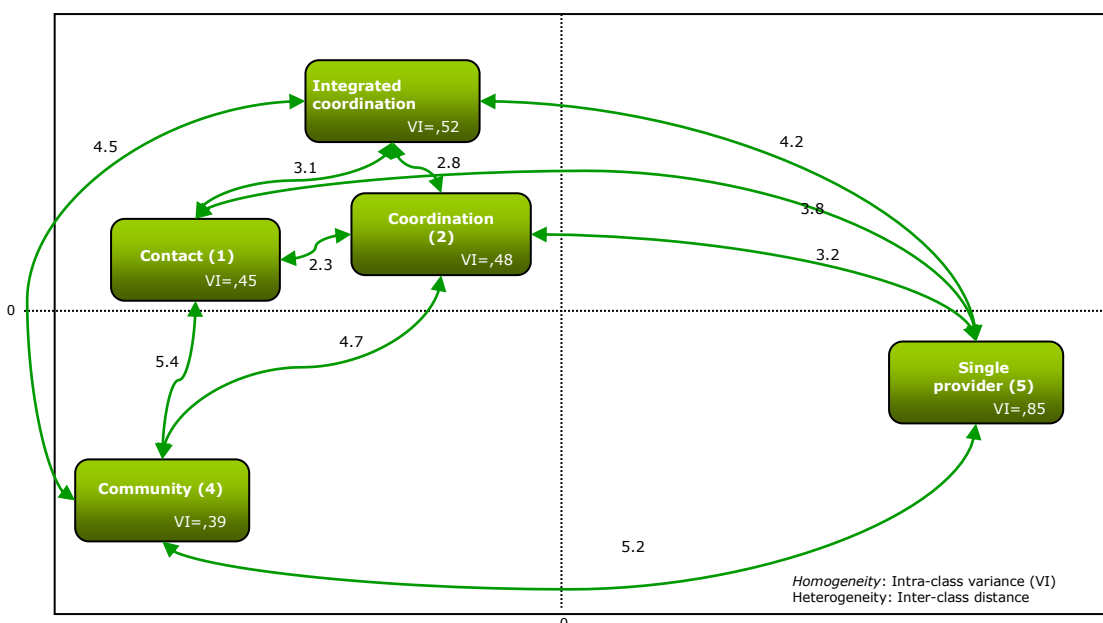 Integrated
coordination
VI=,52
4.5
4.2
3.1
2.8
3.8
Coordination
(2)
VI=,48
Contact (1)
VI=,45
2.3
3.2
0
4.7
5.4
Single
provider (5)
VI=,85
Community (4)
VI=,39
5.2
Homogeneity: Intra-class variance (VI)
Heterogeneity: Inter-class distance
0